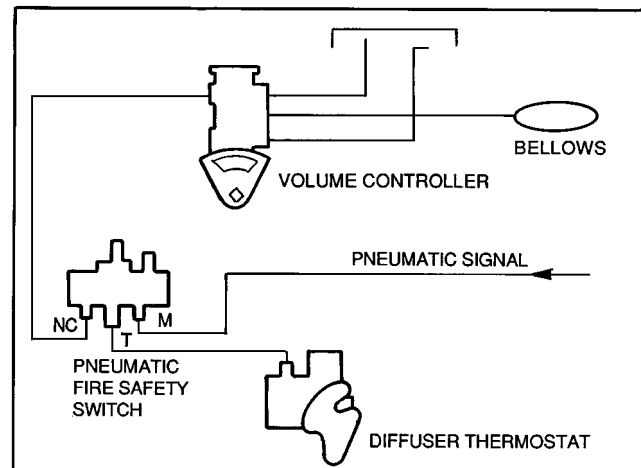 BELLOWS
VOLUME CONTROLLER
PNEUMATIC SIGNAL
NC
T
M
PNEUMATIC
FIRE SAFETY
SWITCH
DIFFUSER THERMOSTAT